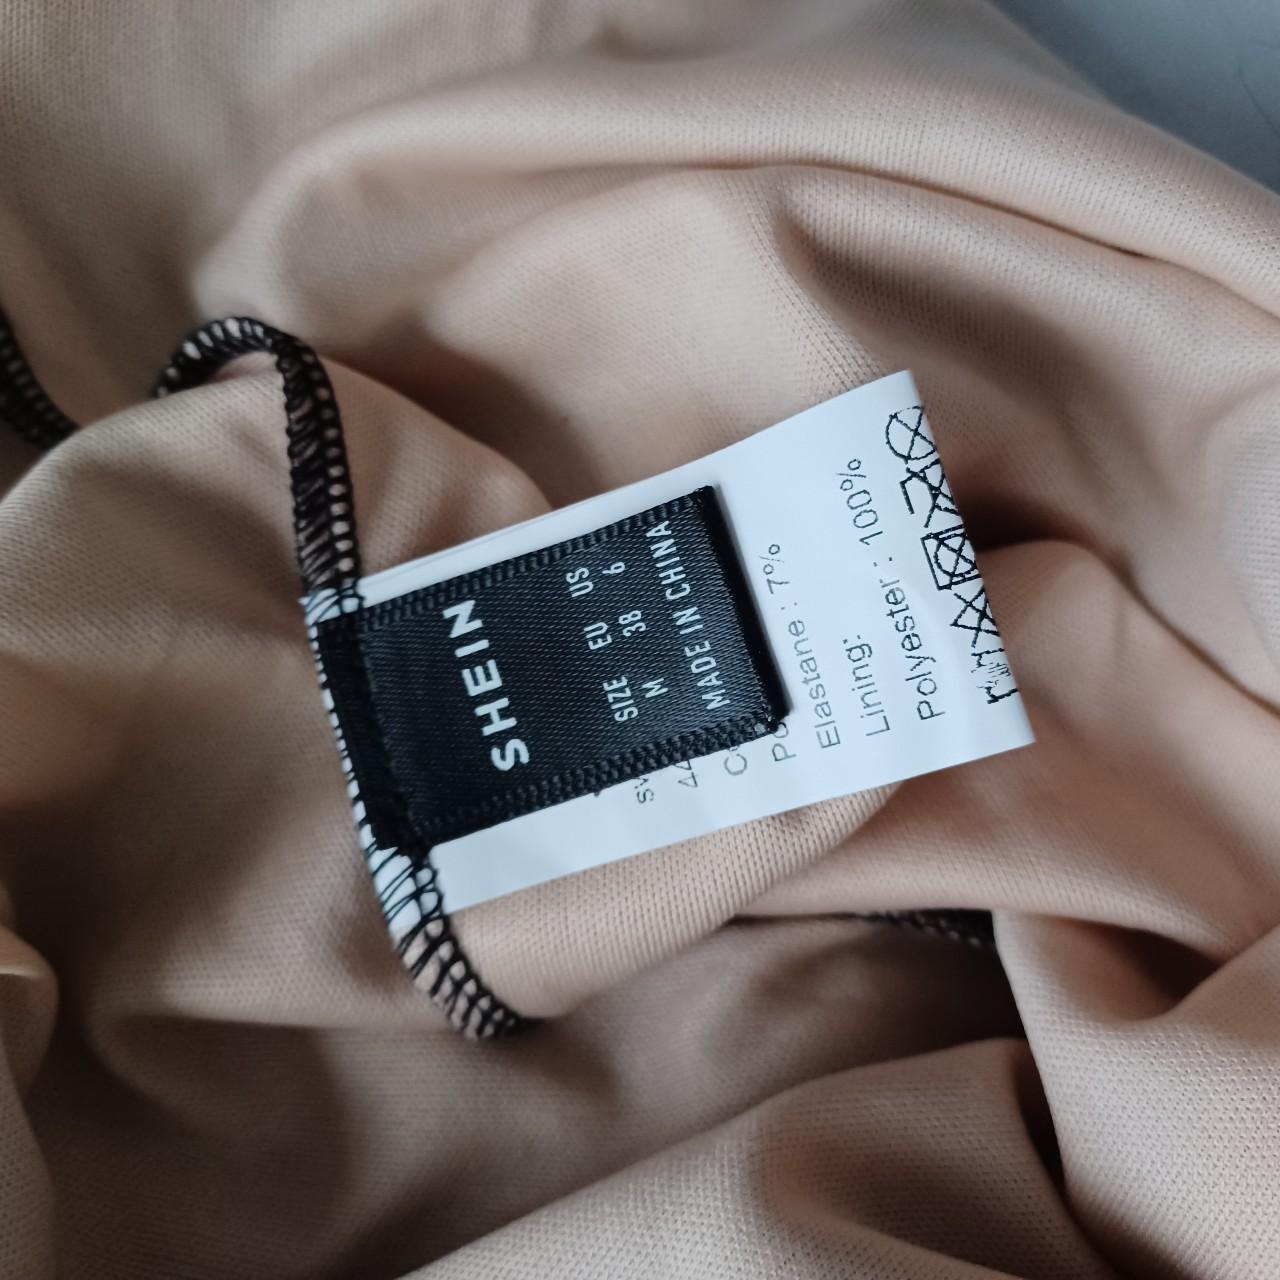 SHEIN
SIZE EU US
M 38 6
MADE IN CHINA
Elastane : 7%
Lining:
Polyester : 100%